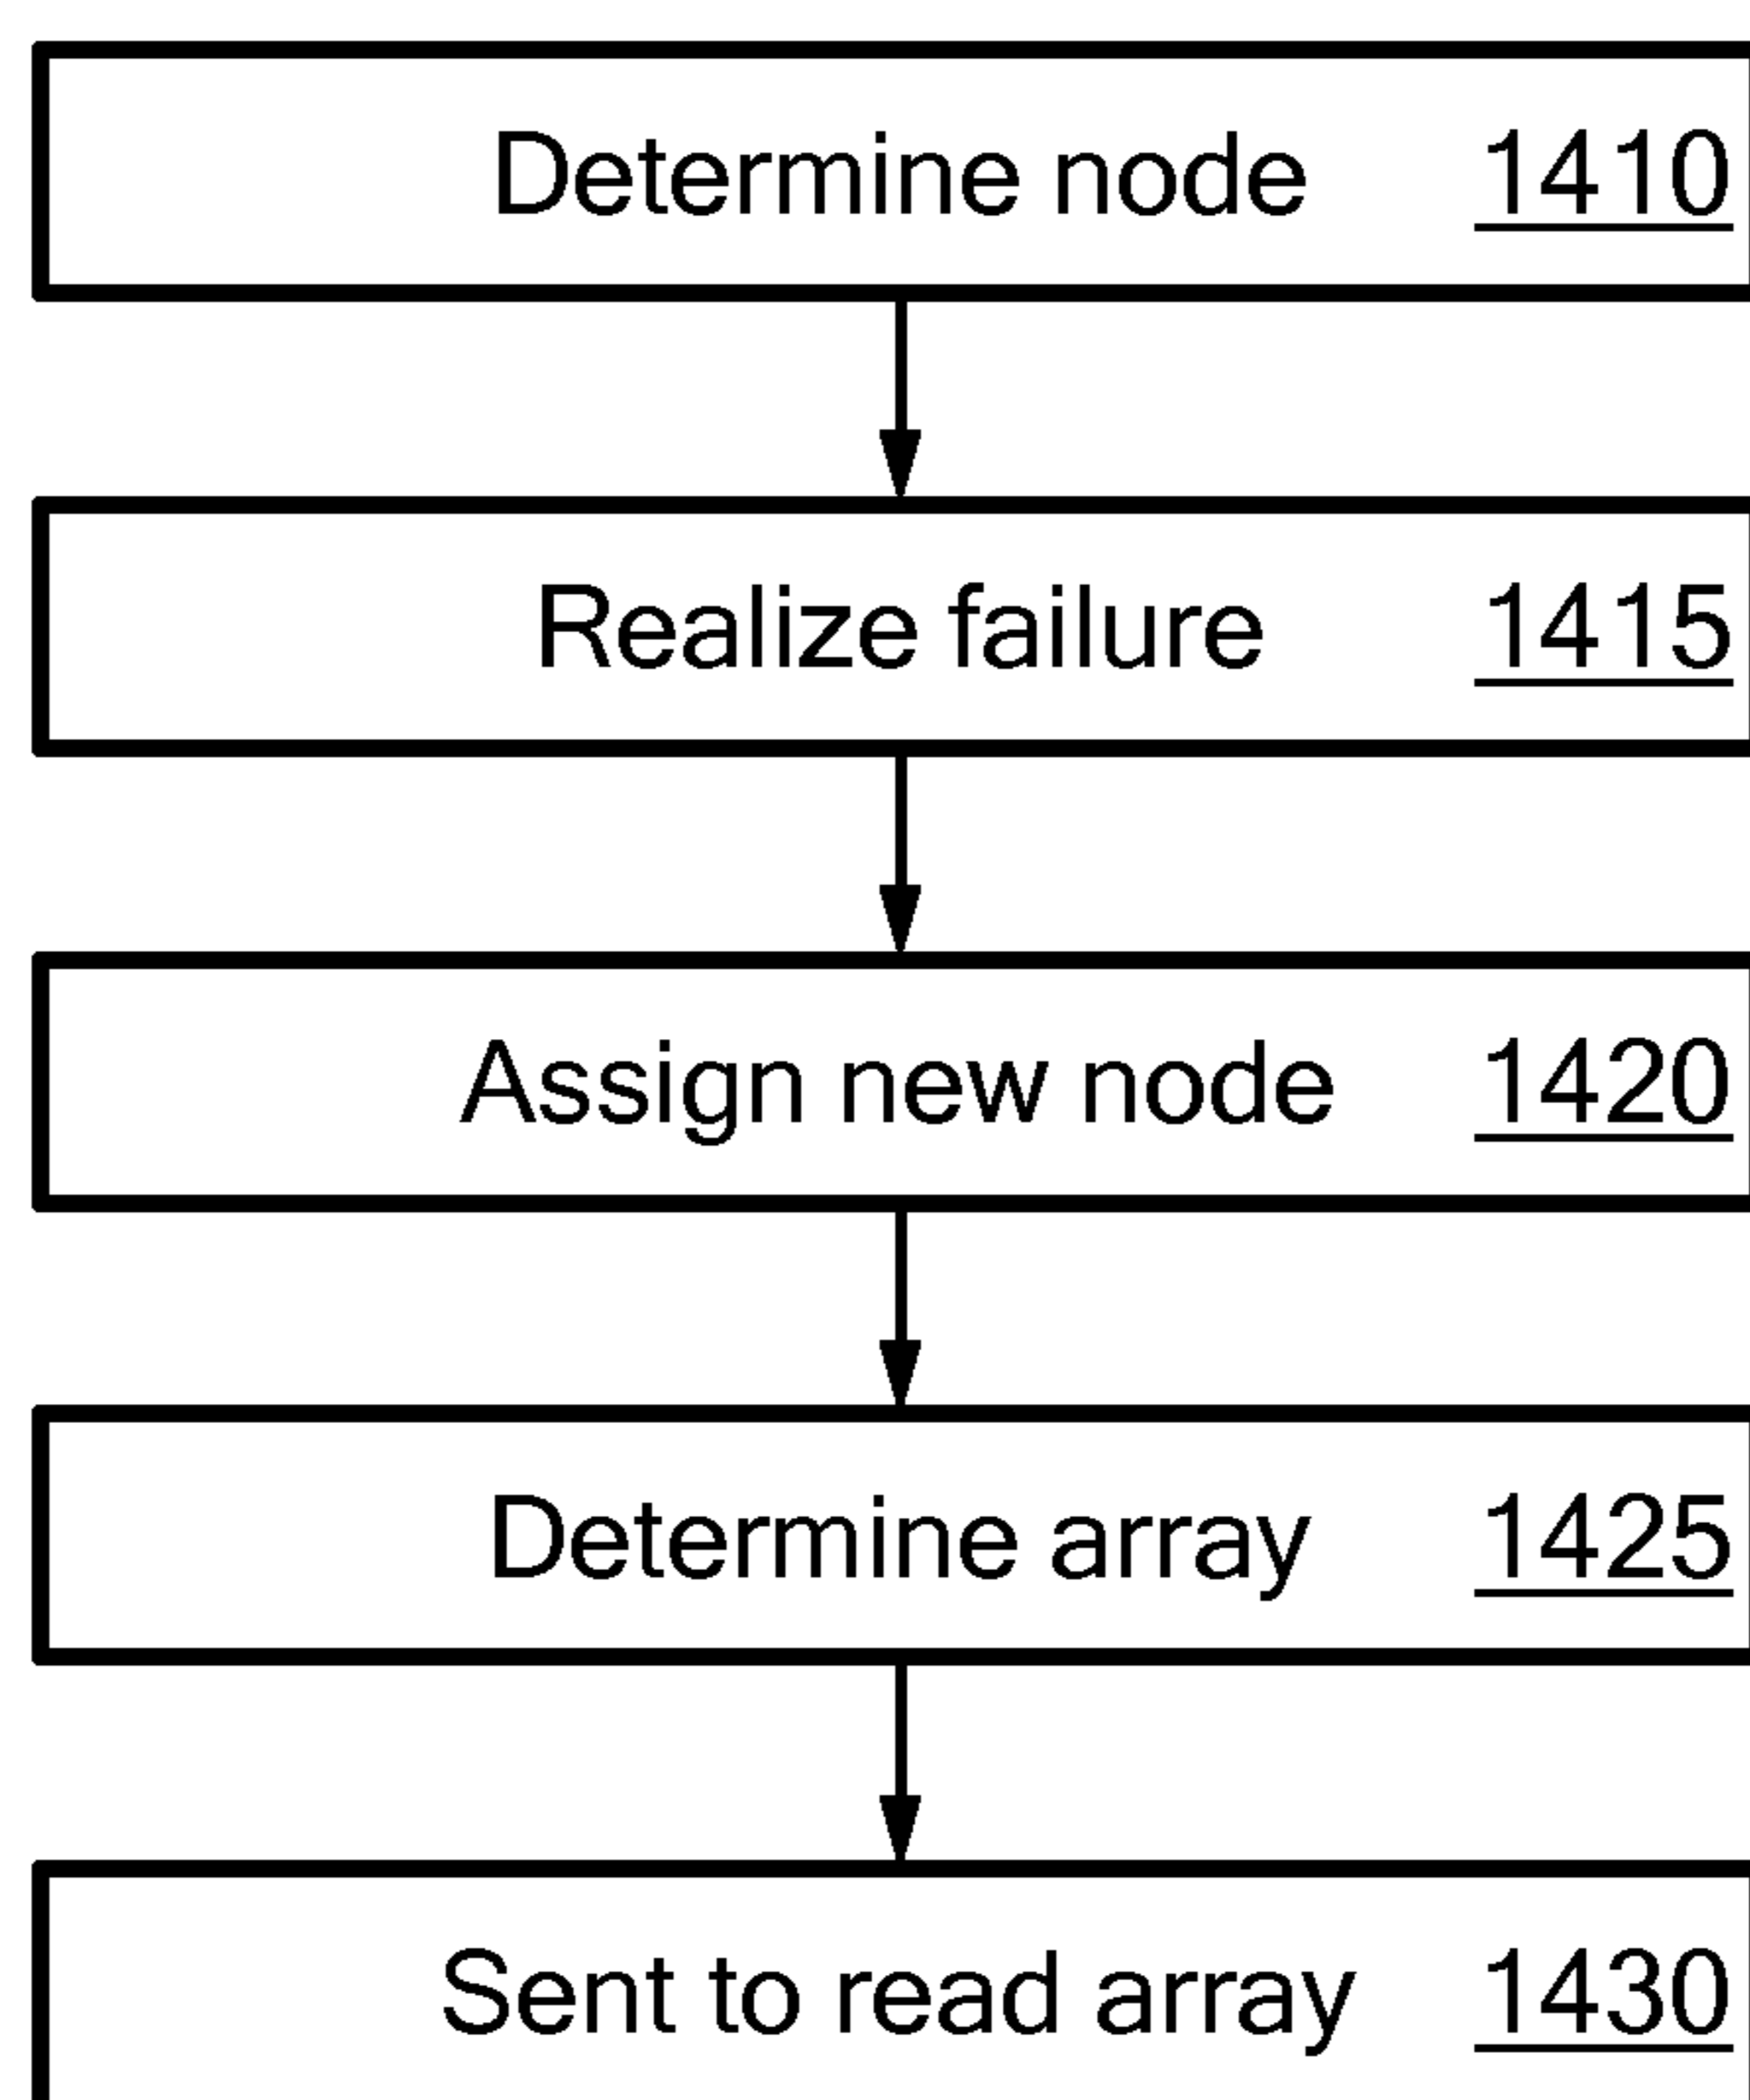 Determine node 1410
Realize failure 1415
Assign new node 1420
Determine array 1425
Sent to read array 1430